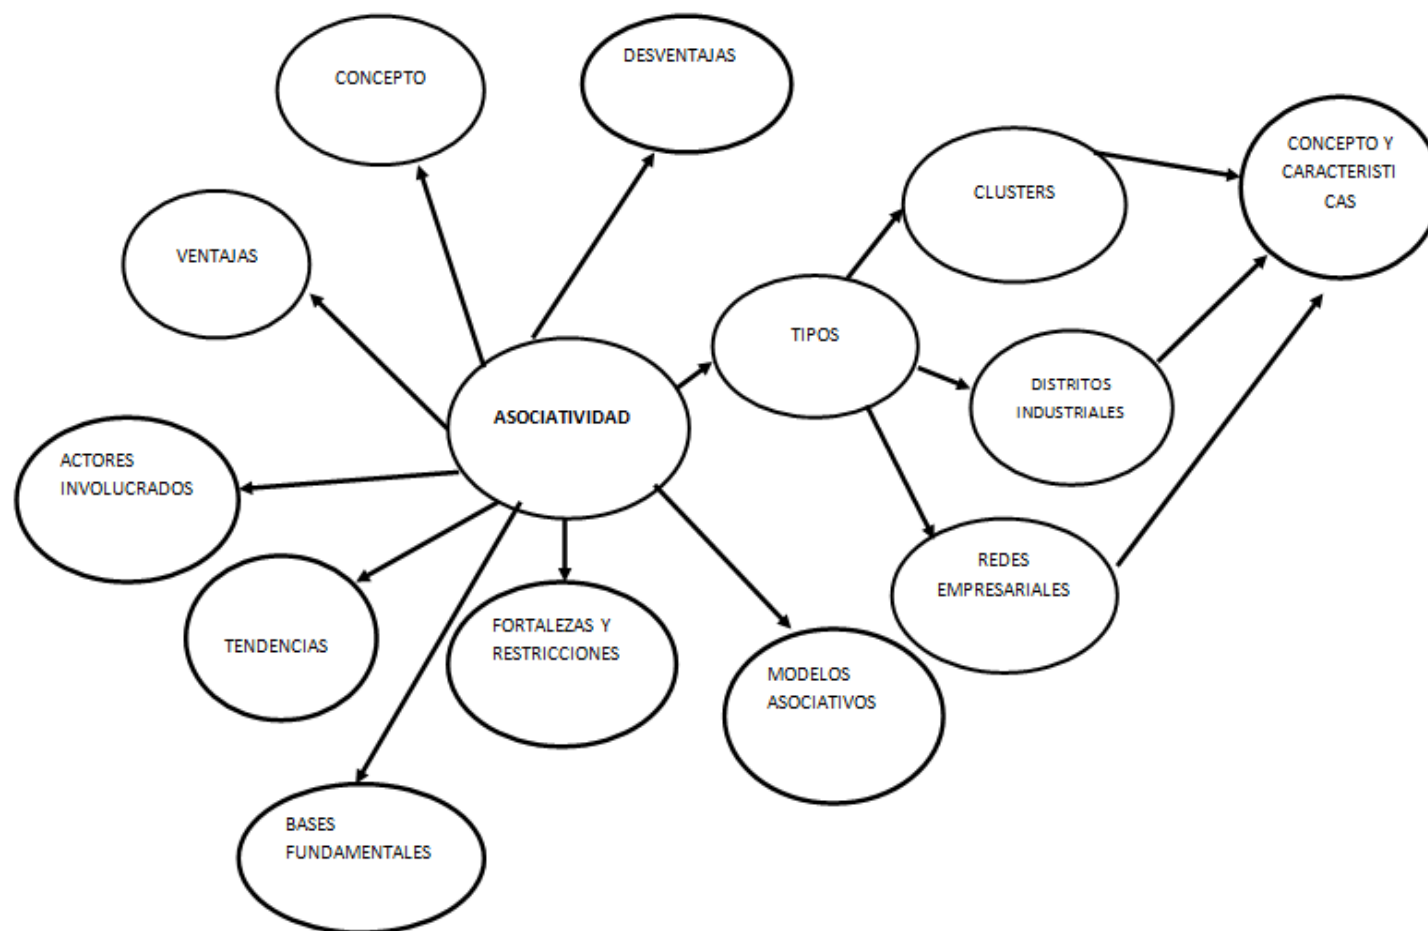 CONCEPTO
DESVENTAJAS
VENTAJAS
CLUSTERS
CONCEPTO Y
CARACTERISTI
CAS
TIPOS
ASOCIATIVIDAD
DISTRITOS
INDUSTRIALES
ACTORES
INVOLUCRADOS
REDES
EMPRESARIALES
TENDENCIAS
FORTALEZAS Y
RESTRICCIONES
MODELOS
ASOCIATIVOS
BASES
FUNDAMENTALES